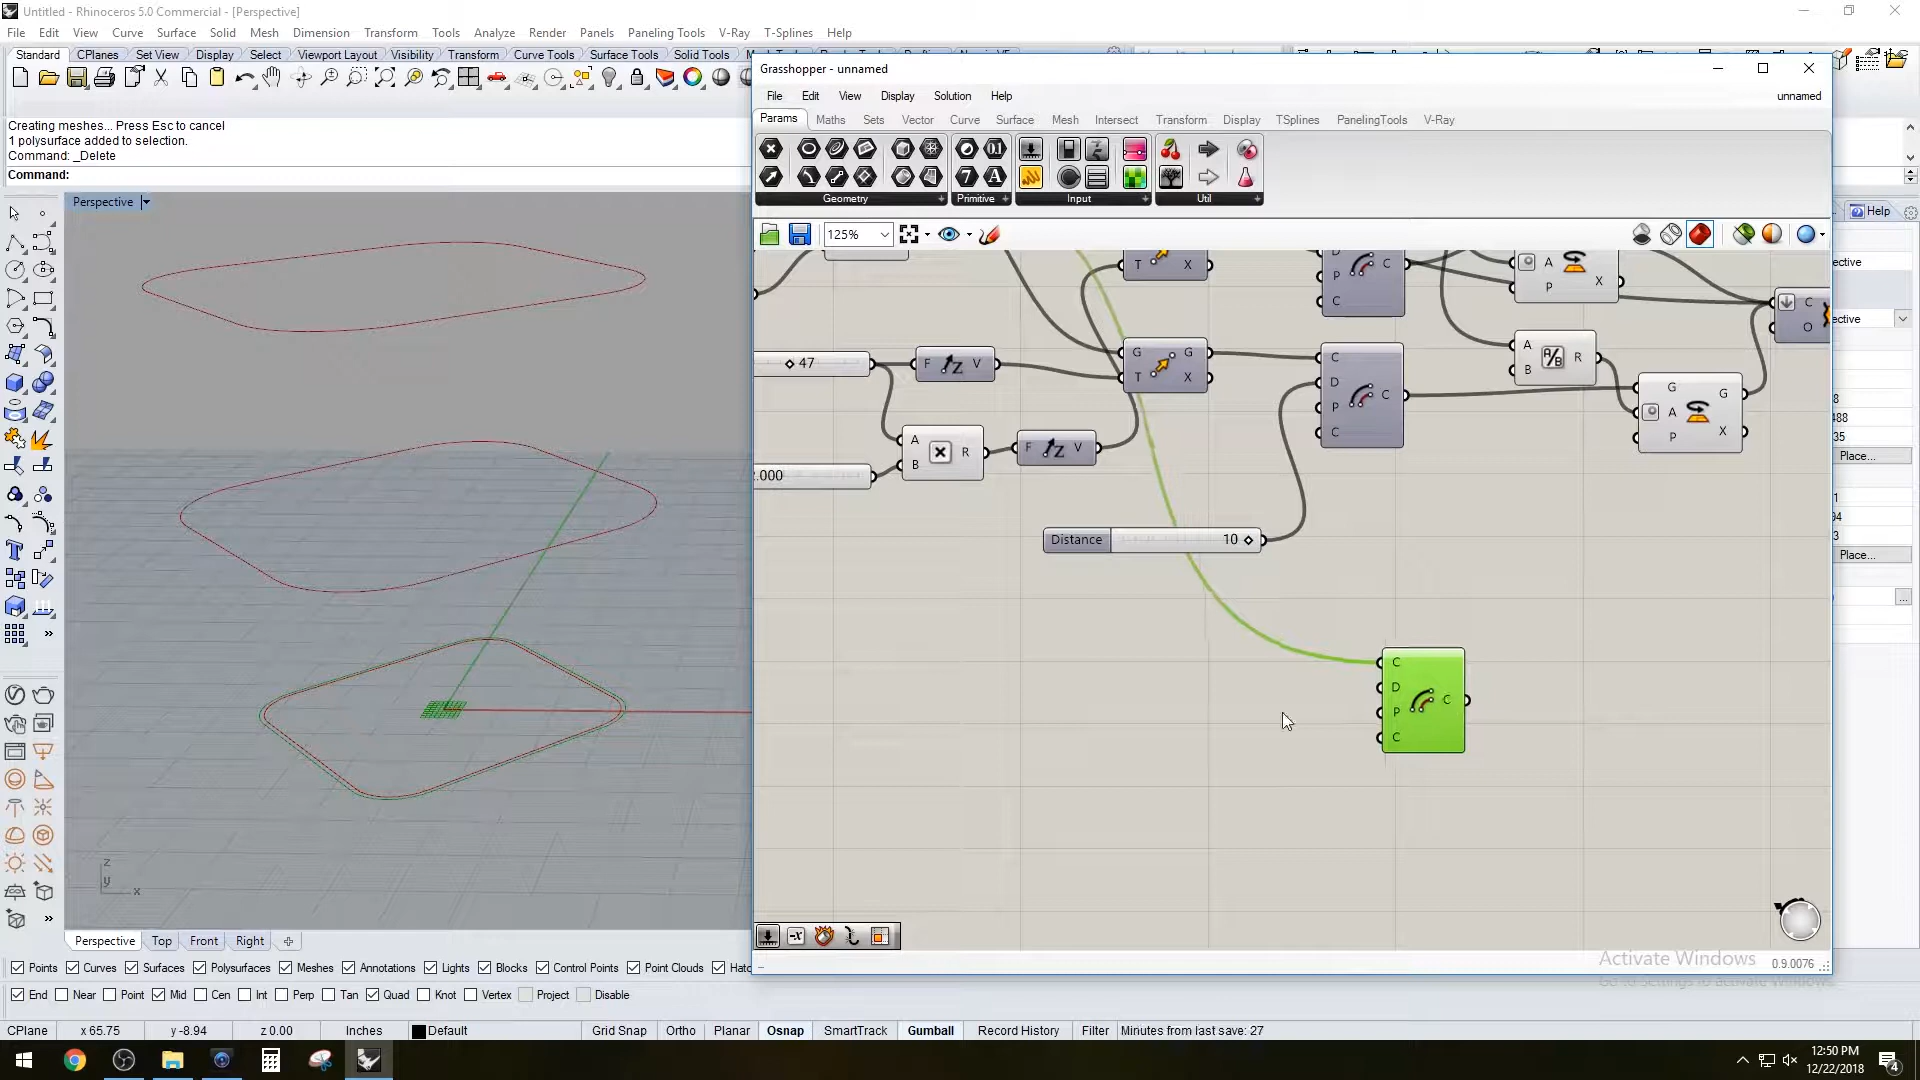 Untitled - Rhinoceros 5.0 Commercial - [Perspective]
File Edit View Curve Surface Solid Mesh Dimension Transform Tools Analyze Render Panels Paneling Tools V-Ray T-Splines Help
Standard CPlanes Set View Display Select Viewport Layout Visibility Transform Curve Tools Surface Tools Solid Tools
Creating meshes... Press Esc to cancel
1 polysurface added to selection.
Command: _Delete
Command:
Perspective
Grasshopper - unnamed
File Edit View Display Solution Help unnamed
Params Maths Sets Vector Curve Surface Mesh Intersect Transform Display TSplines PanelingTools V-Ray
Geometry Primitive Input Util
125%
Help
T X
P
C
C
A
P
X
C
O
47
F V
G
T
G
X
C
D
P
C
C
A
B
R
G
A
P
G
X
A
B
R
F V
.000
Distance 10
C
D
P
C
C
Place...
Place...
z
y
x
Perspective Top Front Right
Points Curves Surfaces Polysurfaces Meshes Annotations Lights Blocks Control Points Point Clouds
End Near Point Mid Cen Int Perp Tan Quad Knot Vertex Project Disable
CPlane x 65.75 y -8.94 z 0.00 Inches Default Grid Snap Ortho Planar Osnap SmartTrack Gumball Record History Filter Minutes from last save: 27
Activate Windows
0.9.0076
12:50 PM
12/22/2018
4